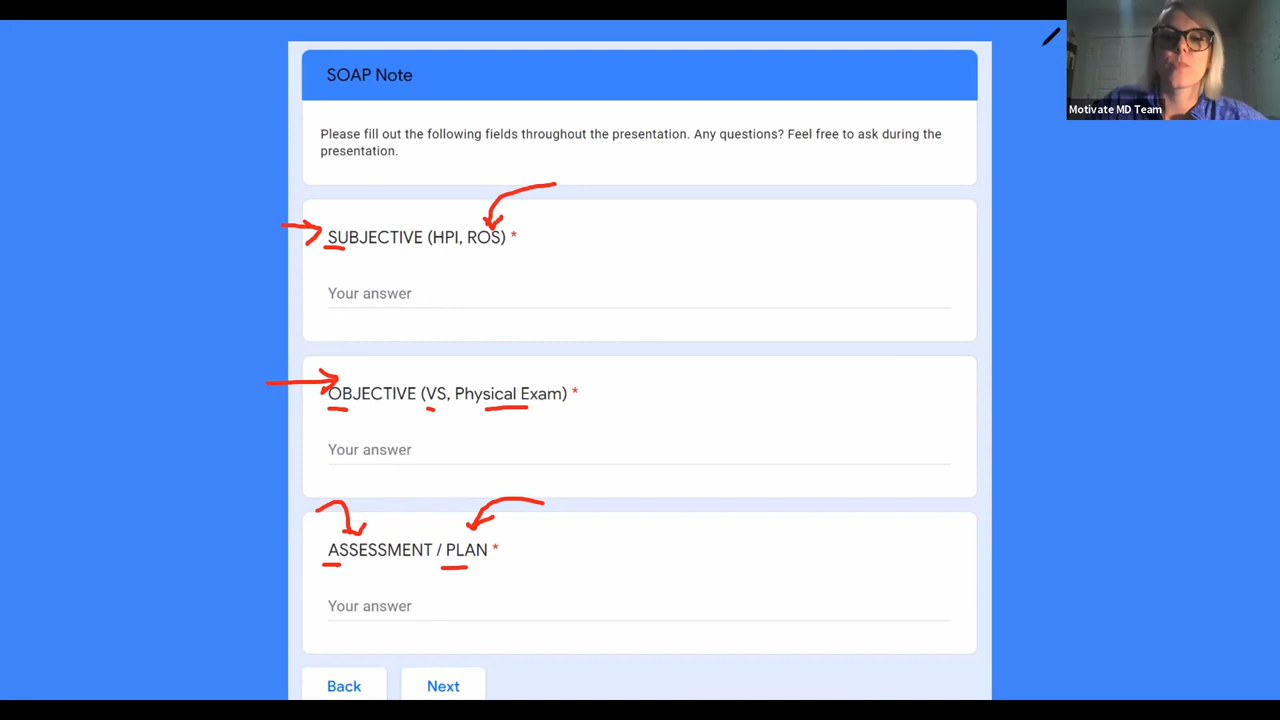 SOAP Note
Motivate MD Team
Please fill out the following fields throughout the presentation. Any questions? Feel free to ask during the
presentation.
SUBJECTIVE (HPI, ROS) *
Your answer
OBJECTIVE (VS, Physical Exam) *
Your answer
ASSESSMENT / PLAN *
Your answer
Back
Next